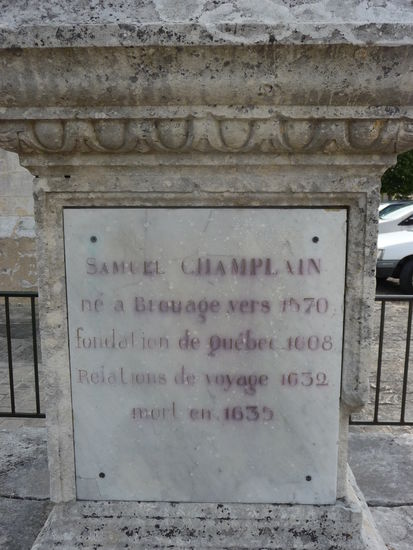 SAMUEL CHAMPLAIN
né a Brouage vers 1570
fondation de Québec 1608
Relations de voyage 1632
mort en 1635